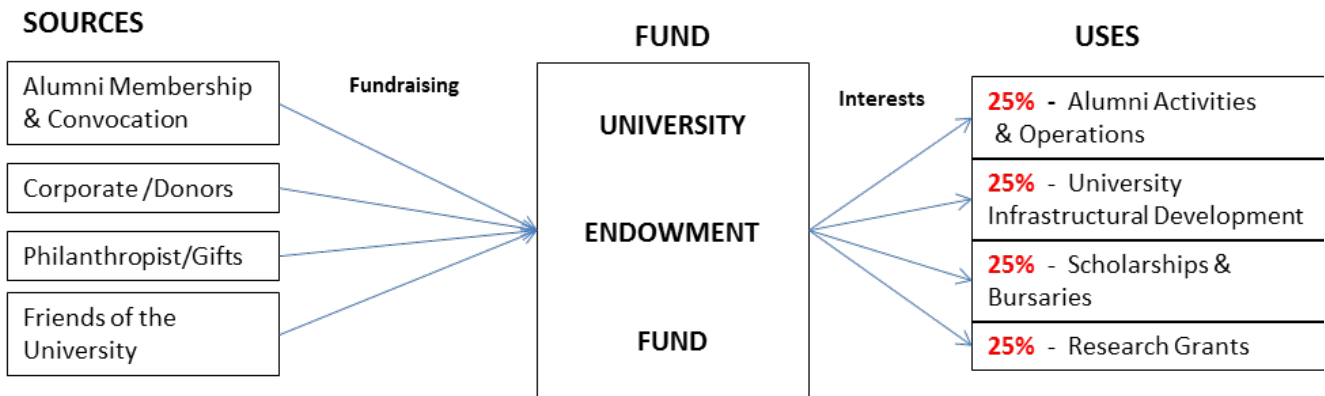 SOURCES
Alumni Membership
& Convocation
Corporate /Donors
Philanthropist/Gifts
Friends of the
University
Fundraising
FUND
UNIVERSITY
ENDOWMENT
FUND
Interests
USES
25% - Alumni Activities
& Operations
25% - University
Infrastructural Development
25% - Scholarships &
Bursaries
25% - Research Grants